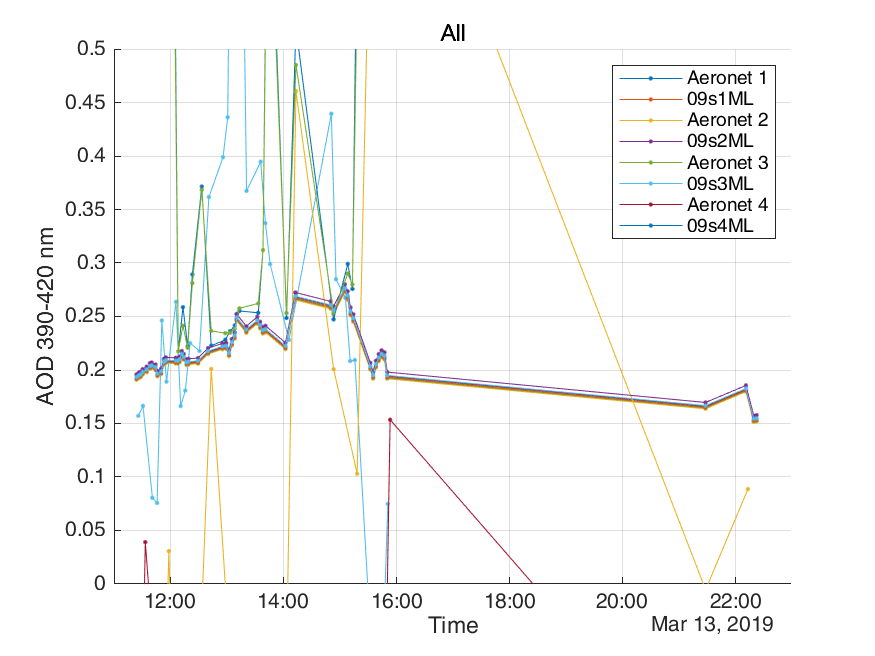 All
0.5
0.45
0.4
0.35
0.3
0.25
0.2
0.15
0.1
0.05
0
AOD 390-420 nm
Aeronet 1
09s1ML
Aeronet 2
09s2ML
Aeronet 3
09s3ML
Aeronet 4
09s4ML
12:00 14:00 16:00 18:00 20:00 22:00
Time
Mar 13, 2019